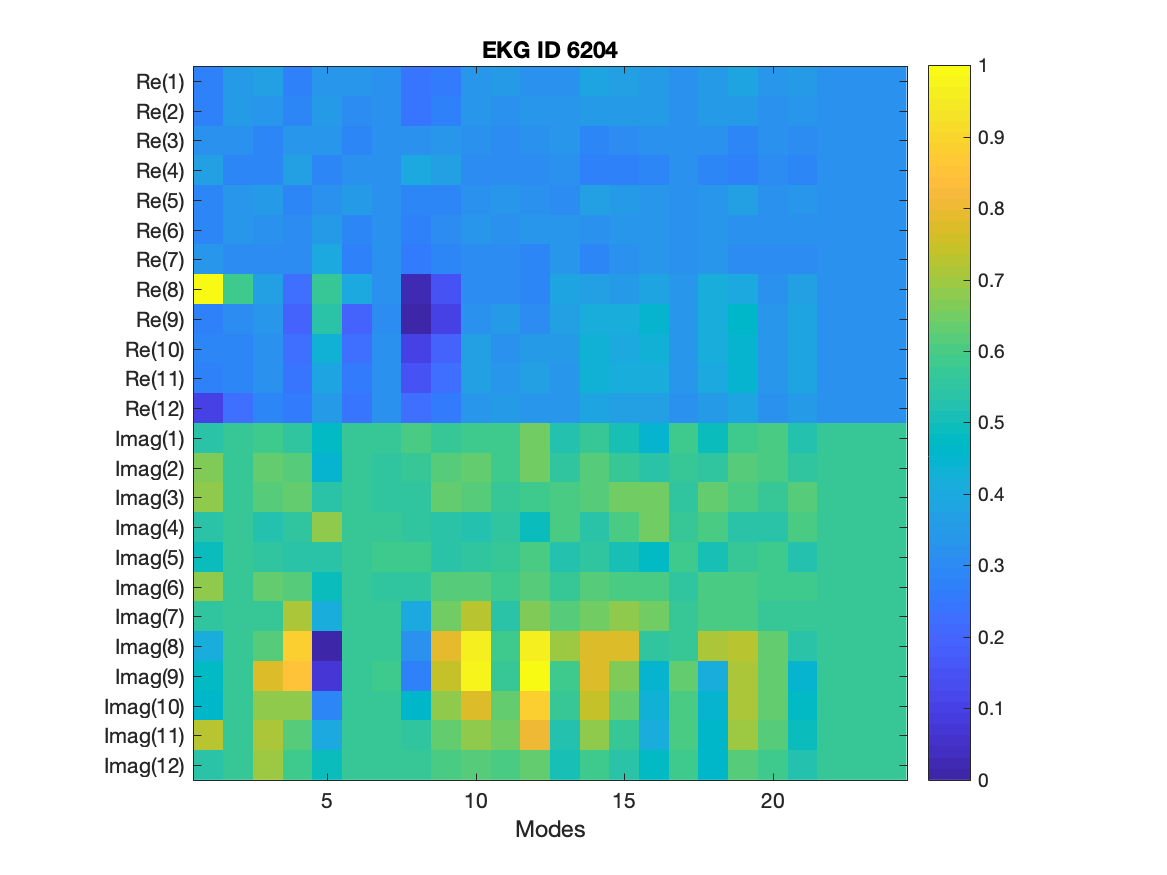 EKG ID 6204
Re(1)
Re(2)
Re(3)
Re(4)
Re(5)
Re(6)
Re(7)
Re(8)
Re(9)
Re(10)
Re(11)
Re(12)
Imag(1)
Imag(2)
Imag(3)
Imag(4)
Imag(5)
Imag(6)
Imag(7)
Imag(8)
Imag(9)
Imag(10)
Imag(11)
Imag(12)
5 10 15 20
Modes
1
0.9
0.8
0.7
0.6
0.5
0.4
0.3
0.2
0.1
0